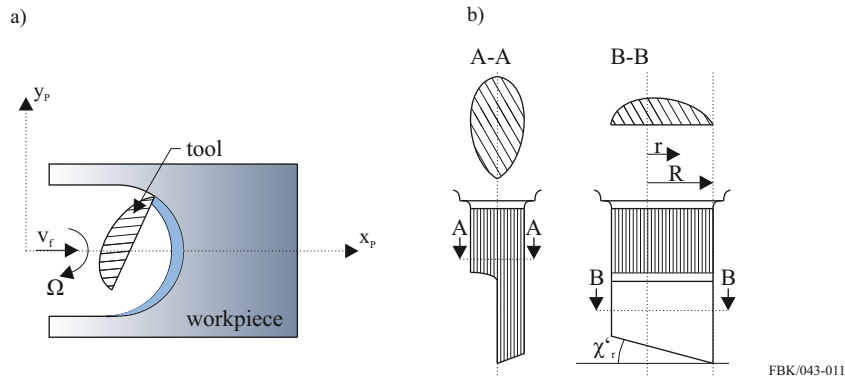 a)
b)
A-A
B-B
y_P
tool
r
R
v_f
x_P
A
A
Ω
B
B
workpiece
χ'_r
FBK/043-011